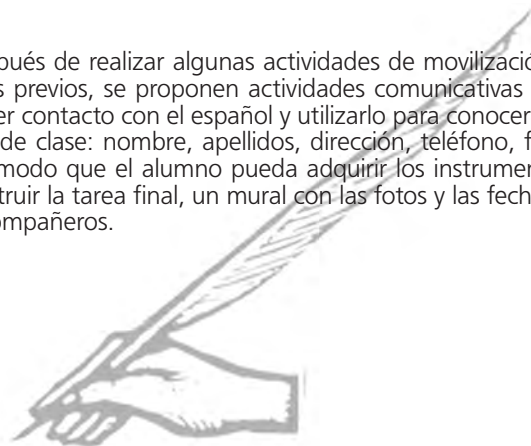 pués de realizar algunas actividades de movilizació
s previos, se proponen actividades comunicativas
er contacto con el español y utilizarlo para conocer
de clase: nombre, apellidos, dirección, teléfono, f
modo que el alumno pueda adquirir los instrumen
truir la tarea final, un mural con las fotos y las fech
ompañeros.